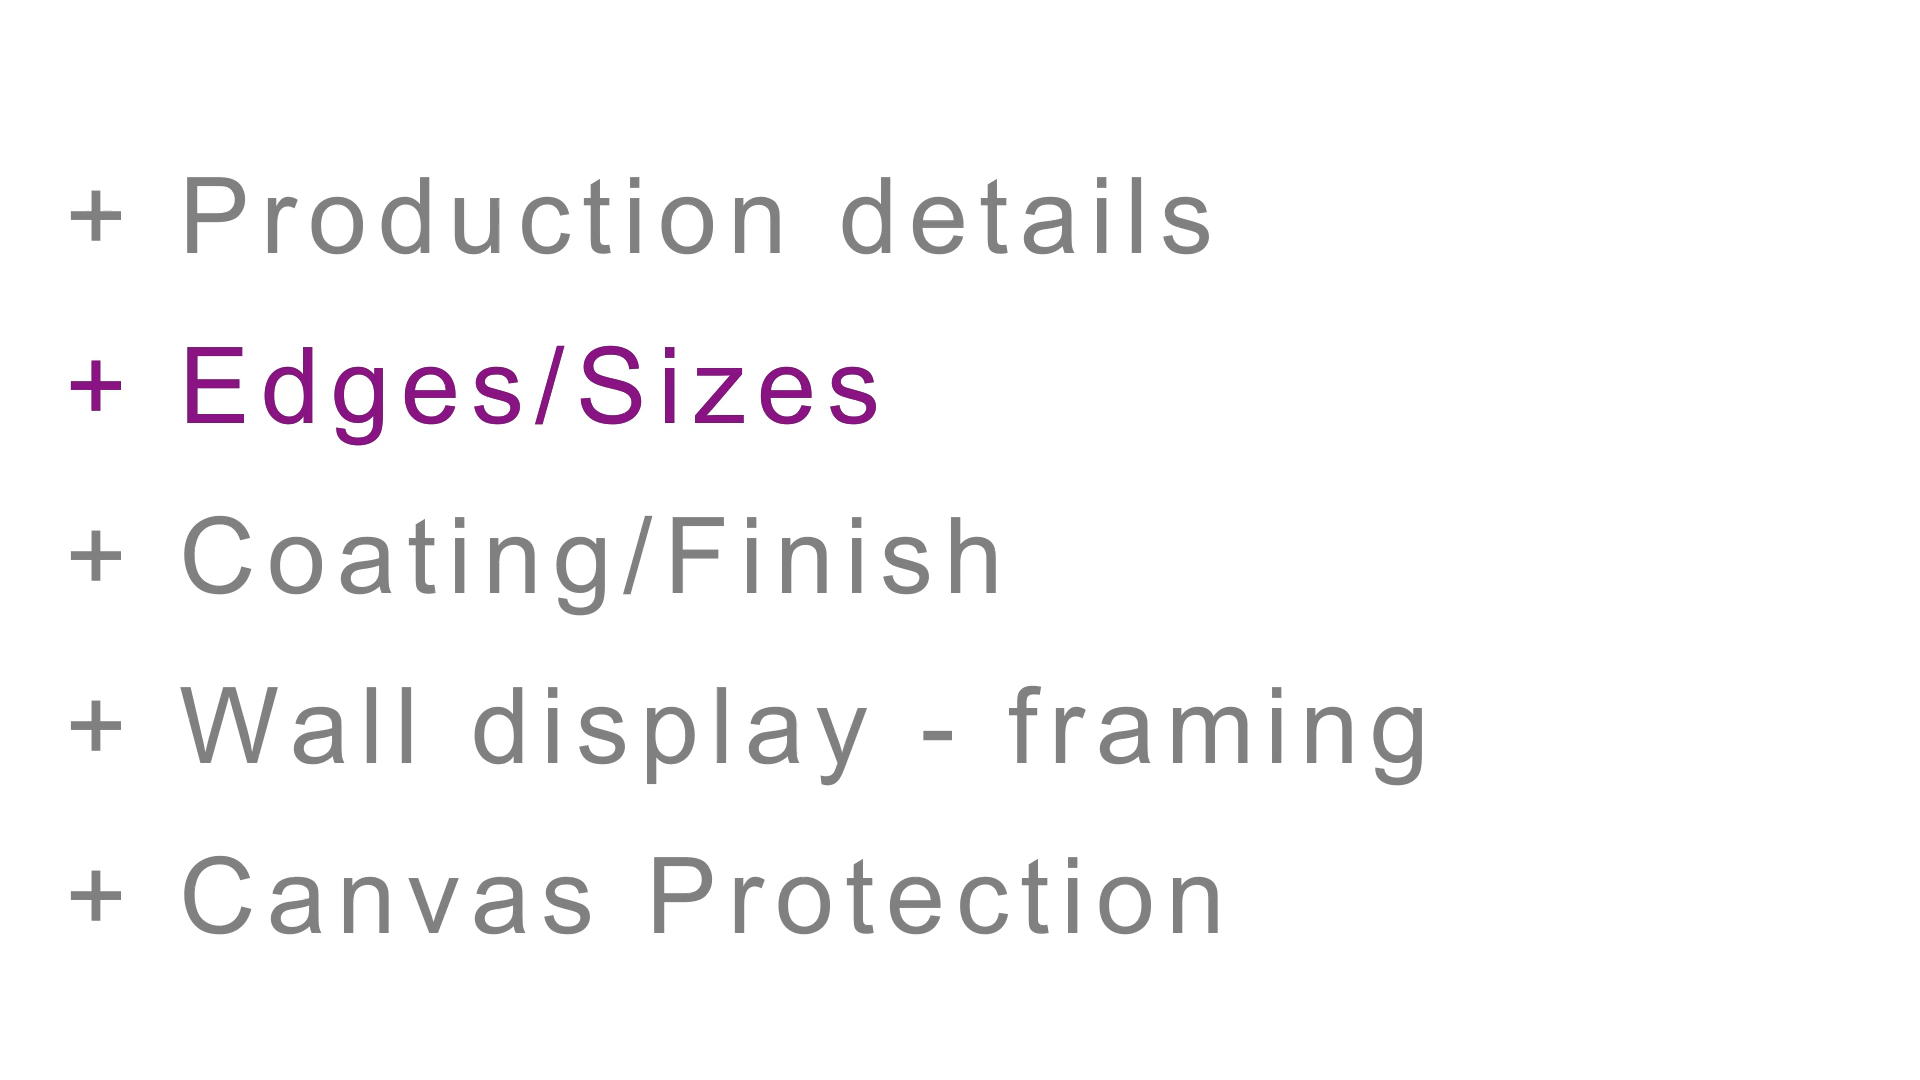 + Production details
+ Edges/Sizes
+ Coating/Finish
+ Wall display - framing
+ Canvas Protection